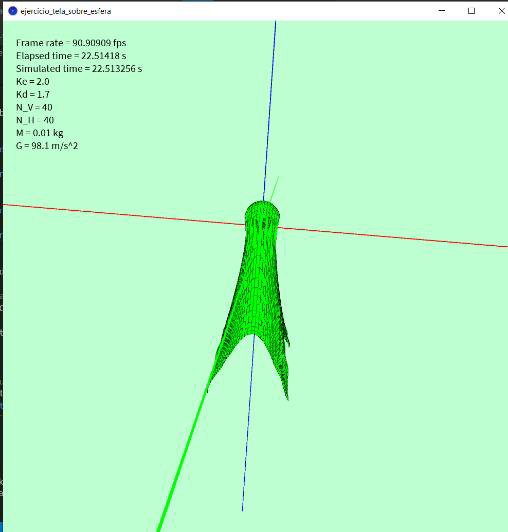 ejercicio_tela_sobre_esfera
Frame rate = 90.90909 fps
Elapsed time = 22.51418 s
Simulated time = 22.513256 s
Ke = 2.0
Kd = 1.7
N_V = 40
N_H = 40
M = 0.01 kg
G = 98.1 m/s^2